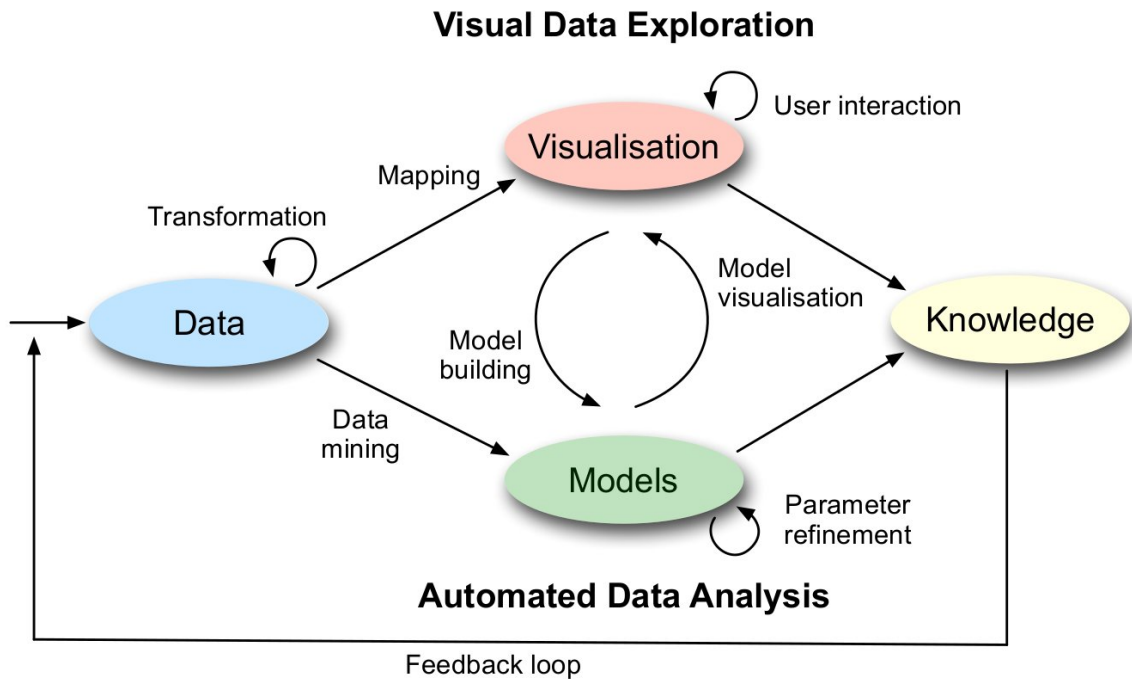 Visual Data Exploration
User interaction
Visualisation
Mapping
Transformation
Model
visualisation
Data
Knowledge
Model
building
Data
mining
Models
Parameter
refinement
Automated Data Analysis
Feedback loop